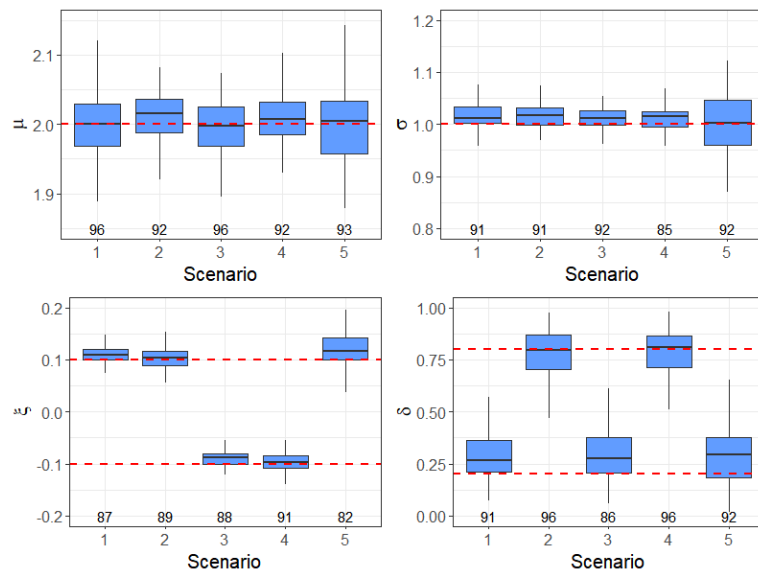 μ
2.1
2.0
1.9
96 92 96 92 93
1 2 3 4 5
Scenario
σ
1.2
1.1
1.0
0.9
0.8
91 91 92 85 92
1 2 3 4 5
Scenario
ξ
0.2
0.1
0.0
-0.1
-0.2
87 89 88 91 82
1 2 3 4 5
Scenario
δ
1.00
0.75
0.50
0.25
0.00
91 96 86 96 92
1 2 3 4 5
Scenario